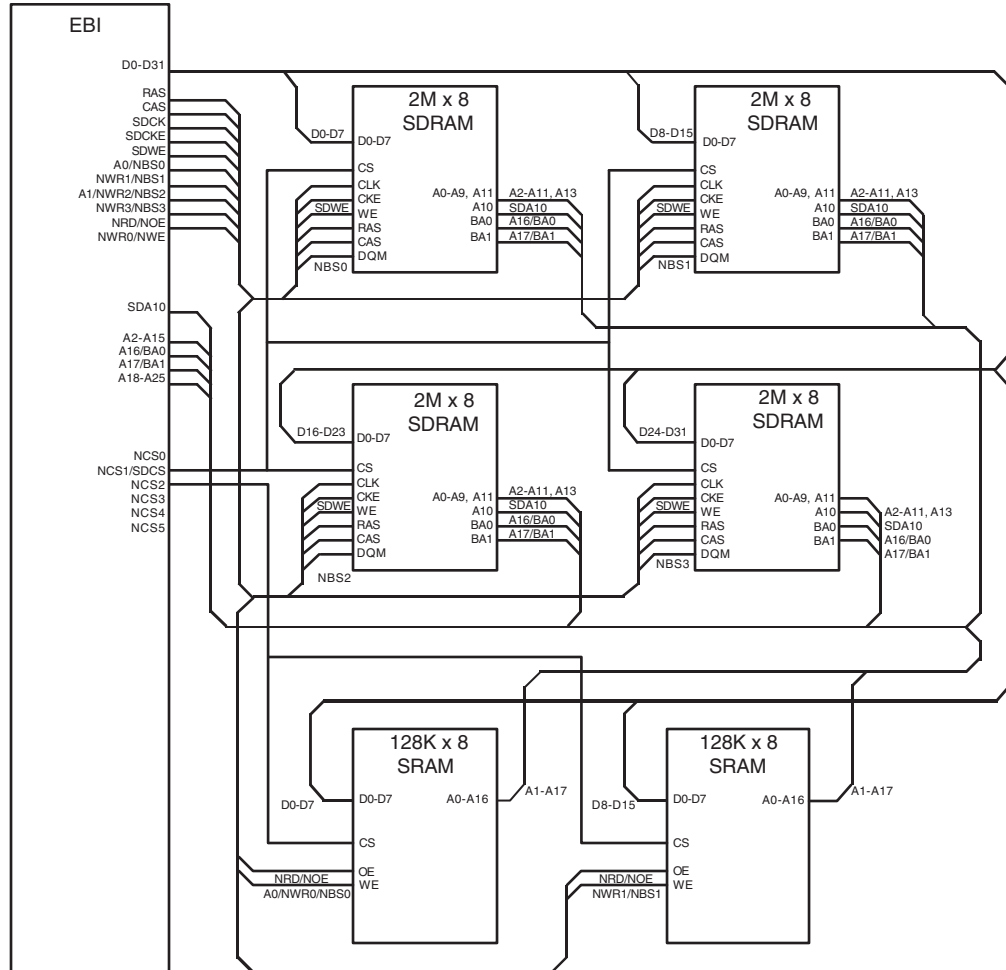 EBI
D0-D31
RAS
CAS
SDCK
SDCKE
SDWE
A0/NBS0
NWR1/NBS1
A1/NWR2/NBS2
NWR3/NBS3
NRD/NOE
NWR0/NWE
SDA10
A2-A15
A16/BA0
A17/BA1
A18-A25
NCS0
NCS1/SDCS
NCS2
NCS3
NCS4
NCS5
2M x 8
SDRAM
D0-D7
D0-D7
CS
CLK
CKE
SDWE
WE
RAS
CAS
DQM
NBS0
A0-A9, A11
A10
BA0
BA1
A2-A11, A13
SDA10
A16/BA0
A17/BA1
2M x 8
SDRAM
D8-D15
D0-D7
CS
CLK
CKE
SDWE
WE
RAS
CAS
DQM
NBS1
A0-A9, A11
A10
BA0
BA1
A2-A11, A13
SDA10
A16/BA0
A17/BA1
2M x 8
SDRAM
D16-D23
D0-D7
CS
CLK
CKE
SDWE
WE
RAS
CAS
DQM
NBS2
A0-A9, A11
A10
BA0
BA1
A2-A11, A13
SDA10
A16/BA0
A17/BA1
2M x 8
SDRAM
D24-D31
D0-D7
CS
CLK
CKE
SDWE
WE
RAS
CAS
DQM
NBS3
A0-A9, A11
A10
BA0
BA1
A2-A11, A13
SDA10
A16/BA0
A17/BA1
128K x 8
SRAM
D0-D7
D0-D7
A0-A16
A1-A17
CS
OE
NRD/NOE
WE
A0/NWR0/NBS0
128K x 8
SRAM
D8-D15
D0-D7
A0-A16
A1-A17
CS
OE
NRD/NOE
WE
NWR1/NBS1